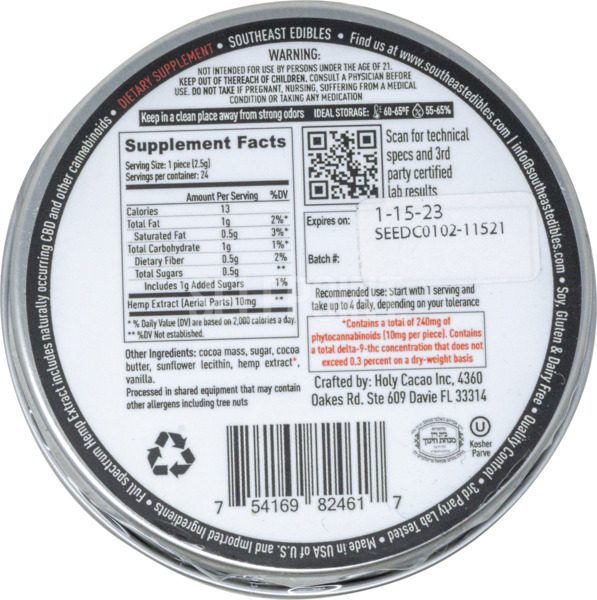 Full spectrum Hemp Extract includes naturally occurring CBD and other cannabinoids • DIETARY SUPPLEMENT • SOUTHEAST EDIBLES • Find us at www.southeastedibles.com | info@southeastedibles.com • Soy, Gluten & Dairy Free • Quality Control • 3rd Party Lab Tested • Made in USA of U.S. and Imported Ingredients •
WARNING:
NOT INTENDED FOR USE BY PERSONS UNDER THE AGE OF 21.
KEEP OUT OF THEREACH OF CHILDREN. CONSULT A PHYSICIAN BEFORE
USE. DO NOT TAKE IF PREGNANT, NURSING, SUFFERING FROM A MEDICAL
CONDITION OR TAKING ANY MEDICATION
Keep in a clean place away from strong odors IDEAL STORAGE: 60-65ºF 55-65%
Supplement Facts
Serving Size: 1 piece (2.5g)
Servings per container: 24
Amount Per Serving %DV
Calories 13
Total Fat 1g 2%*
Saturated Fat 0.5g 3%*
Total Carbohydrate 1g 1%*
Dietary Fiber 0.5g 2%
Total Sugars 0.5g **
Includes 1g Added Sugars 1%
Hemp Extract (Aerial Parts) 10mg **
* % Daily Value (DV) are based on 2,000 calories a day.
**%DV Not established.
Other Ingredients: cocoa mass, sugar, cocoa
butter, sunflower lecithin, hemp extract*,
vanilla.
Processed in shared equipment that may contain
other allergens including tree nuts
Scan for technical
specs and 3rd
party certified
lab results
Expires on: 1-15-23
SEEDC0102-11521
Batch #:
Recommended Use: Start with 1 serving and
take up to 4 daily, depending on your tolerance
*Contains a total of 240mg of
phytocannabinoids (10mg per piece). Contains
a total delta-9-thc concentration that does not
exceed 0.3 percent on a dry-weight basis
Crafted by: Holy Cacao Inc, 4360
Oakes Rd. Ste 609 Davie FL 33314
U
Kosher
Parve
7 54169 82461 7